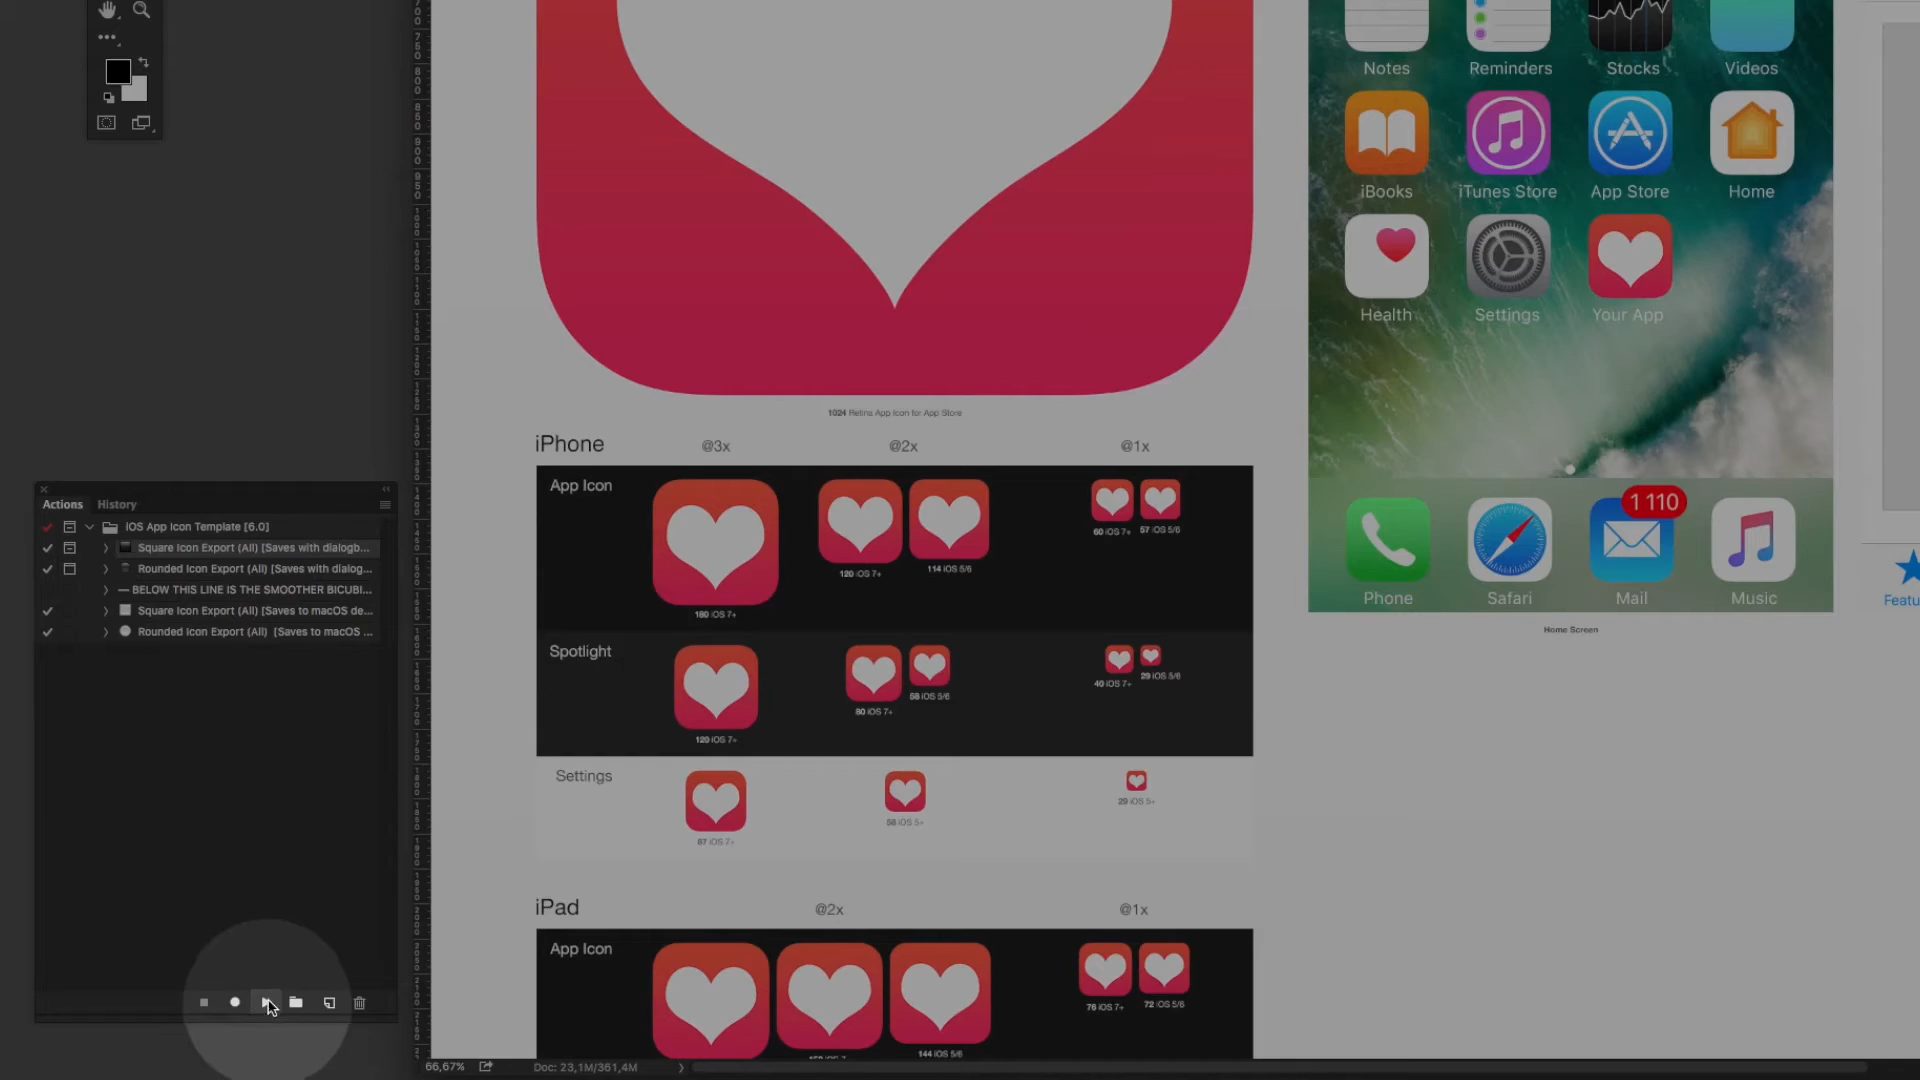 Notes
Reminders
Stocks
Videos
iBooks
iTunes Store
App Store
Home
Health
Settings
Your App
1 110
Phone
Safari
Mail
Music
Home Screen
Featu
1024 Retina App Icon for App Store
iPhone
@3x
@2x
@1x
App Icon
180 iOS 7+
120 iOS 7+
114 iOS 5/6
60 iOS 7+
57 iOS 5/6
Spotlight
120 iOS 7+
80 iOS 7+
58 iOS 5/6
40 iOS 7+
29 iOS 5/6
Settings
87 iOS 7+
58 iOS 5+
29 iOS 5+
iPad
@2x
@1x
App Icon
144 iOS 5/6
76 iOS 7+
72 iOS 5/6
Actions
History
iOS App Icon Template [6.0]
Square Icon Export (All) [Saves with dialogb...
Rounded Icon Export (All) [Saves with dialog...
— BELOW THIS LINE IS THE SMOOTHER BICUBI...
Square Icon Export (All) [Saves to macOS de...
Rounded Icon Export (All) [Saves to macOS ...
66,67%
Doc: 23,1M/361,4M